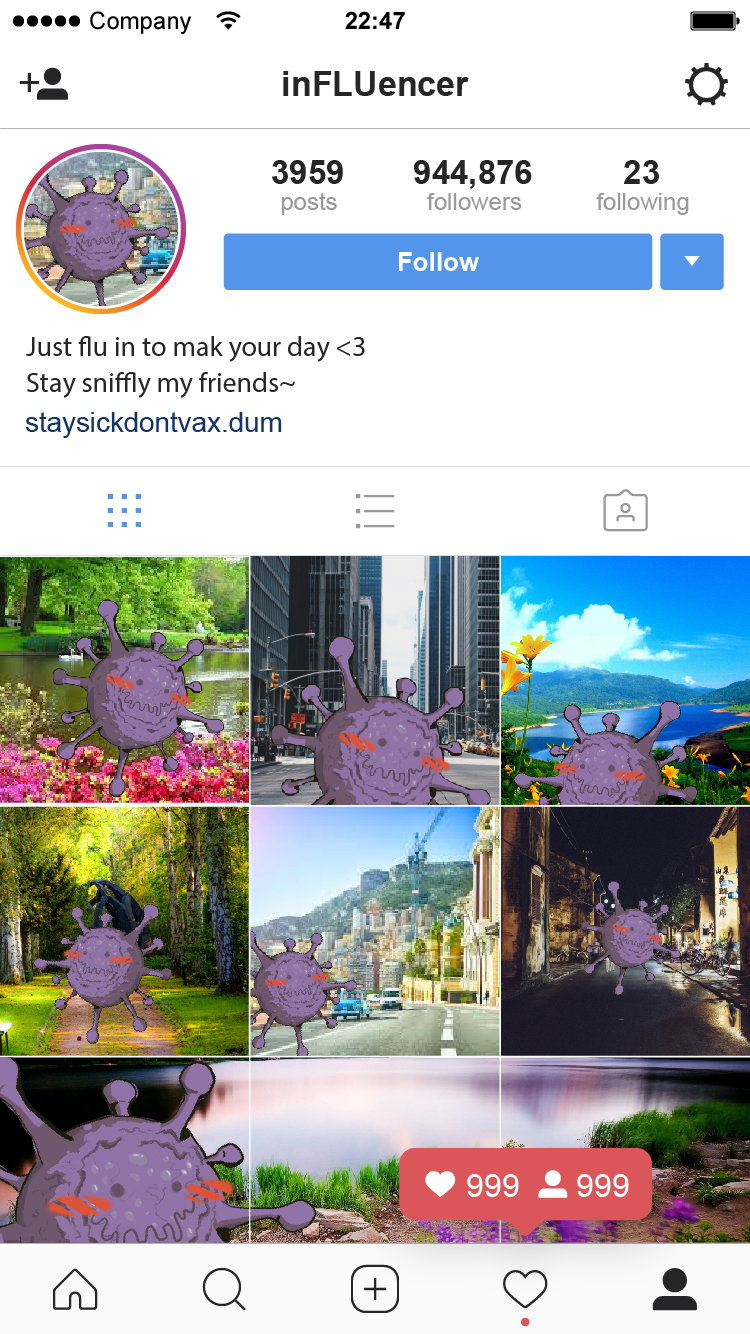 Company 22:47
inFLUencer
3959 944,876 23
posts followers following
Follow
Just flu in to mak your day <3
Stay sniffly my friends~
staysickdontvax.dum
999 999